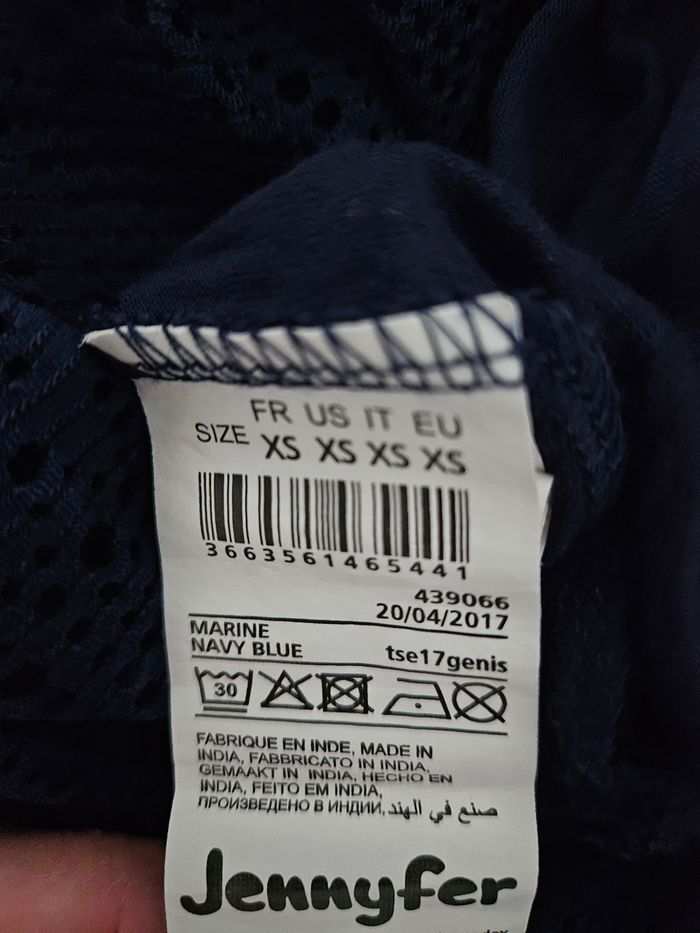 FR US IT EU
SIZE XS XS XS XS
3663561465441
439066
20/04/2017
MARINE
NAVY BLUE tse17genis
30
FABRIQUE EN INDE, MADE IN
INDIA, FABBRICATO IN INDIA,
GEMAAKT IN INDIA, HECHO EN
INDIA, FEITO EM INDIA,
ПРОИЗВЕДЕНО В ИНДИИ, صنع في الهند
Jennyfer